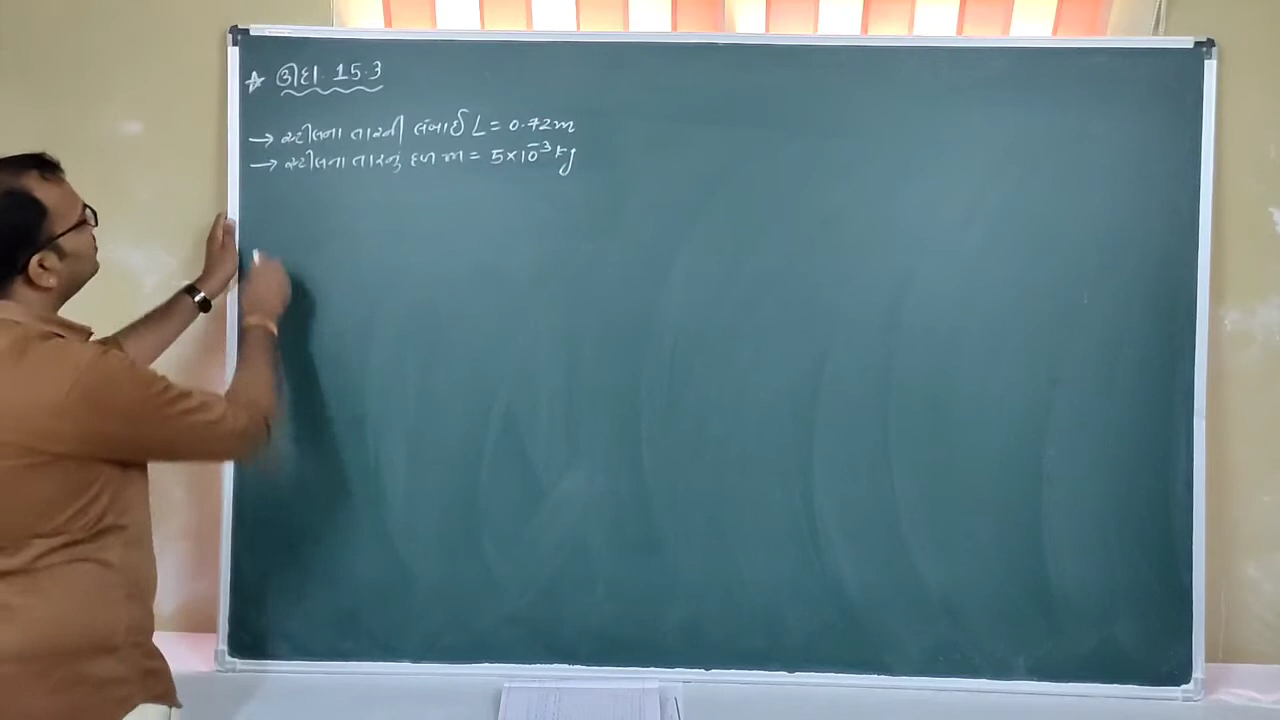 ☆ ઉદા. 15.3
→ સ્ટીલના તારની લંબાઈ L = 0.72m
→ સ્ટીલના તારનું દળ m = 5×10⁻³ kg